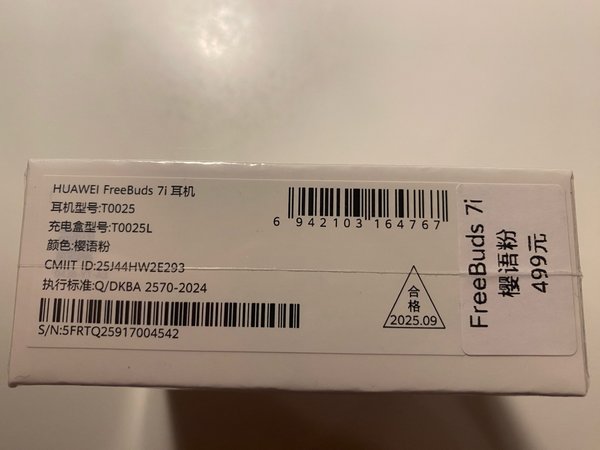 HUAWEI FreeBuds 7i 耳机
耳机型号:T0025
充电盒型号:T0025L
颜色:樱语粉
CMIIT ID:25J44HW2E293
执行标准:Q/DKBA 2570-2024
S/N:5FRTQ25917004542
6 942103 164767
合格
2025.09
FreeBuds 7i
樱语粉
499元